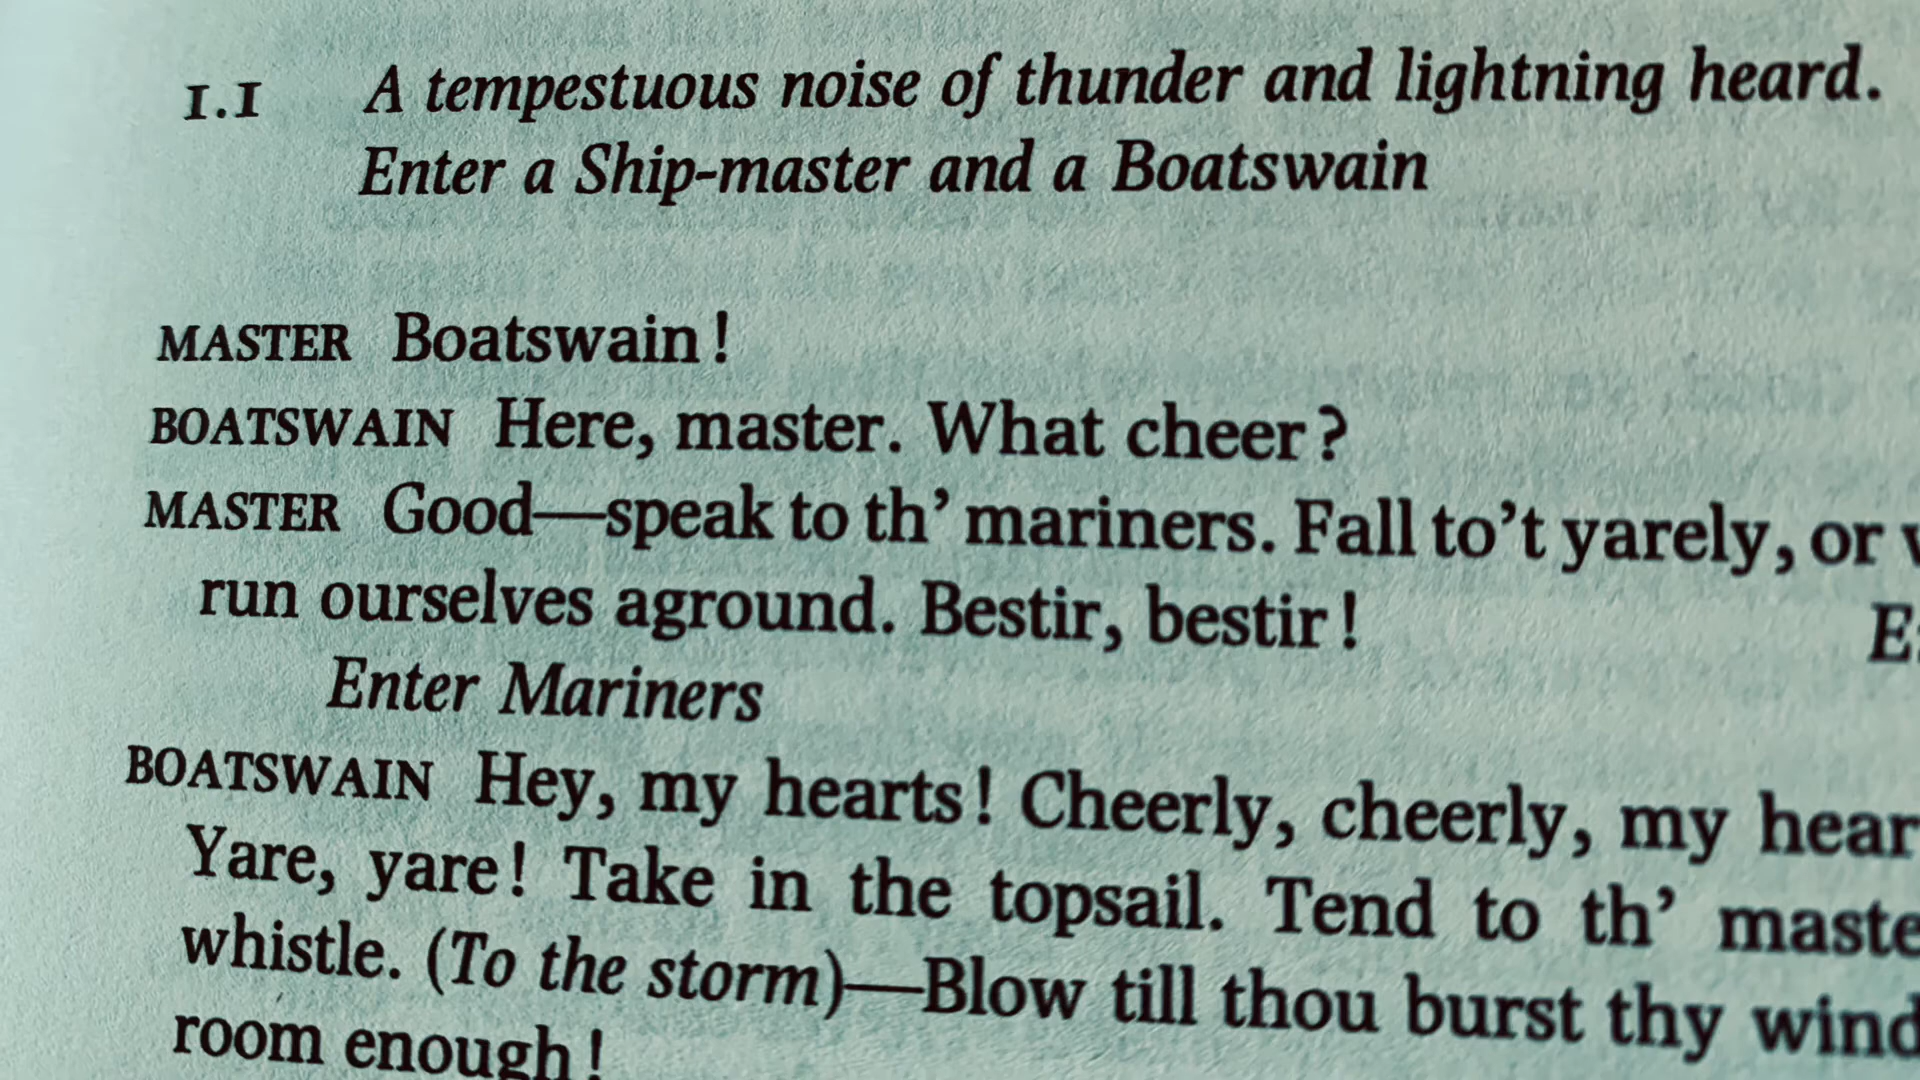 I.I A tempestuous noise of thunder and lightning heard.
Enter a Ship-master and a Boatswain
MASTER Boatswain!
BOATSWAIN Here, master. What cheer?
MASTER Good—speak to th' mariners. Fall to't yarely, or
run ourselves aground. Bestir, bestir!
Enter Mariners
BOATSWAIN Hey, my hearts! Cheerly, cheerly, my
Yare, yare! Take in the topsail. Tend to th'
whistle. (To the storm)—Blow till thou burst thy
room enough!